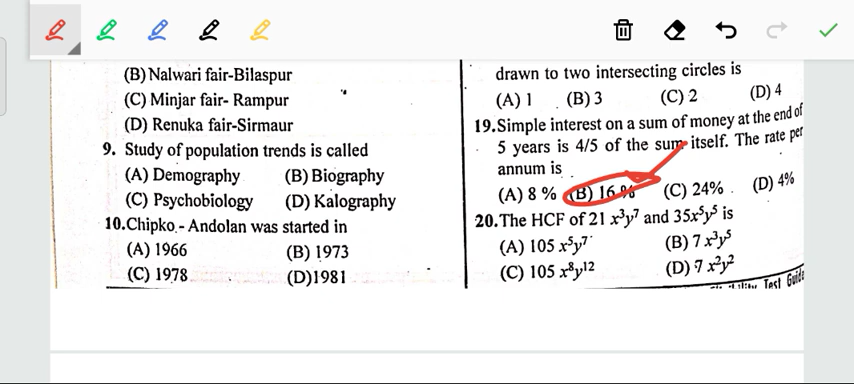 (B) Nalwari fair-Bilaspur
(C) Minjar fair- Rampur
(D) Renuka fair-Sirmaur
9. Study of population trends is called
(A) Demography (B) Biography
(C) Psychobiology (D) Kalography
10. Chipko - Andolan was started in
(A) 1966 (B) 1973
(C) 1978 (D)1981
drawn to two intersecting circles is
(A) 1 (B) 3 (C) 2 (D) 4
19. Simple interest on a sum of money at the end of
5 years is 4/5 of the sum itself. The rate per
annum is
(A) 8 % (B) 16 % (C) 24% (D) 4%
20. The HCF of 21 x³y⁷ and 35x⁵y⁵ is
(A) 105 x⁵y⁷ (B) 7 x³y⁵
(C) 105 x⁸y¹² (D) 7 x²y²
Test Guide